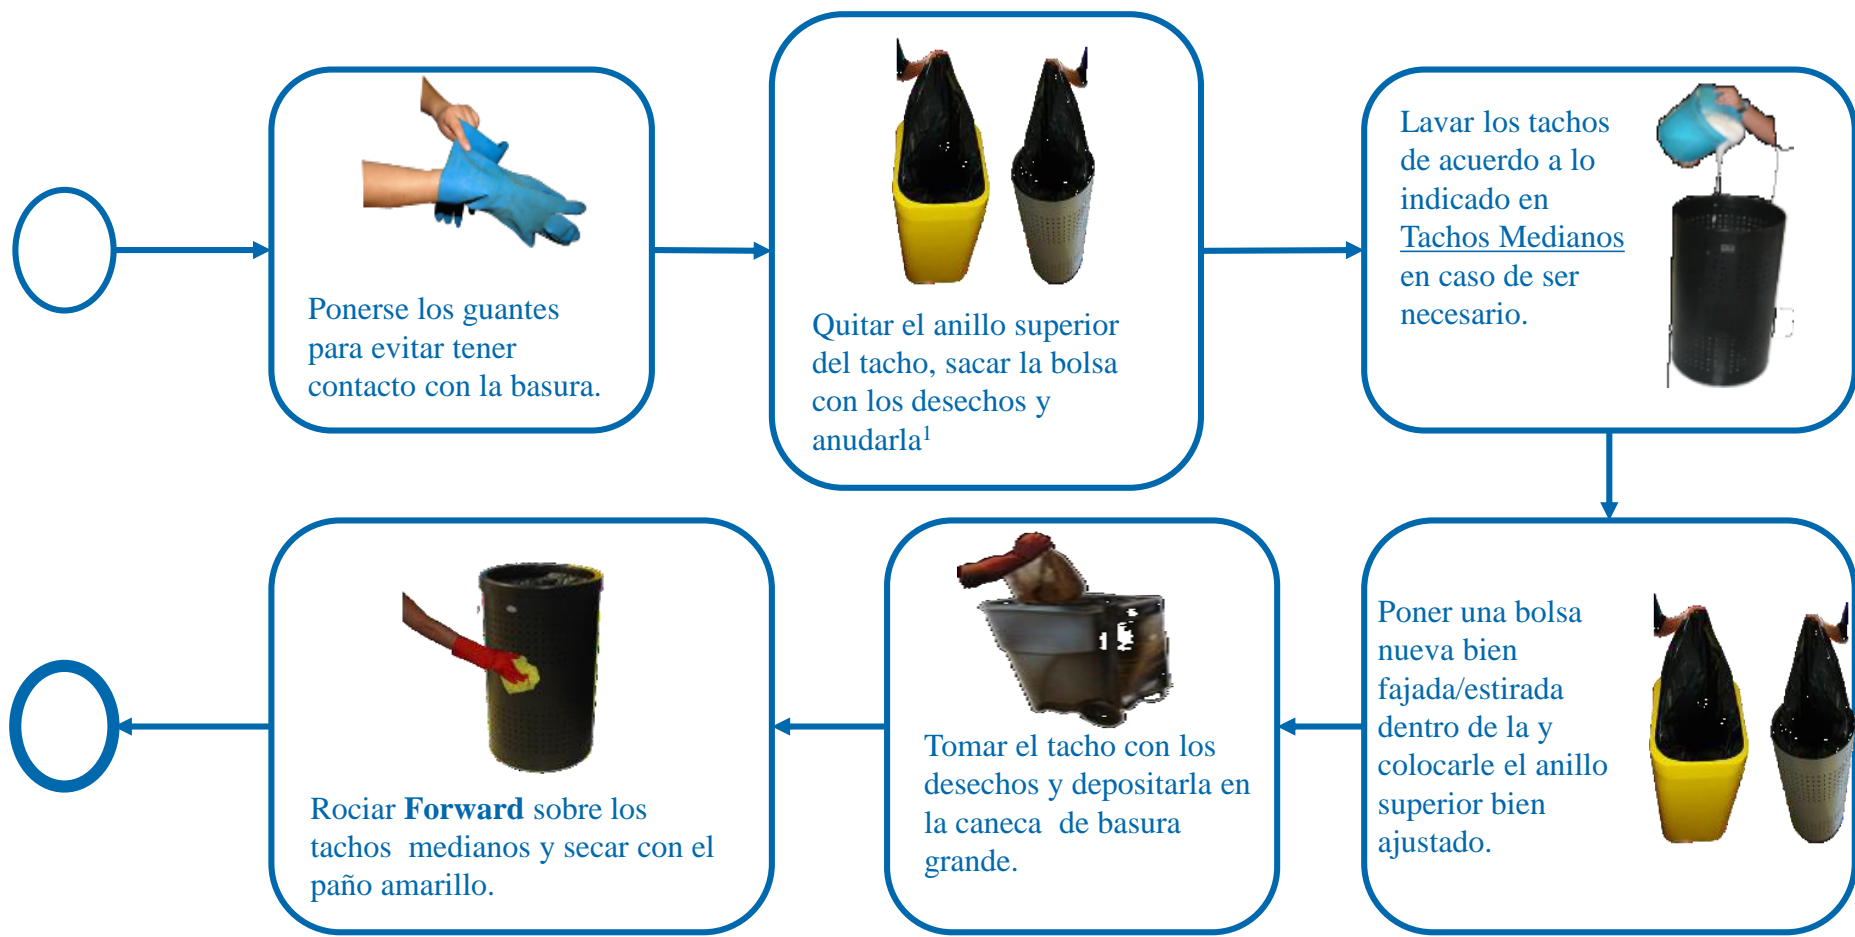 Ponerse los guantes
para evitar tener
contacto con la basura.
Quitar el anillo superior
del tacho, sacar la bolsa
con los desechos y
anudarla¹
Lavar los tachos
de acuerdo a lo
indicado en
Tachos Medianos
en caso de ser
necesario.
Poner una bolsa
nueva bien
fajada/estirada
dentro de la y
colocarle el anillo
superior bien
ajustado.
Tomar el tacho con los
desechos y depositarla en
la caneca  de basura
grande.
Rociar Forward sobre los
tachos  medianos y secar con el
paño amarillo.